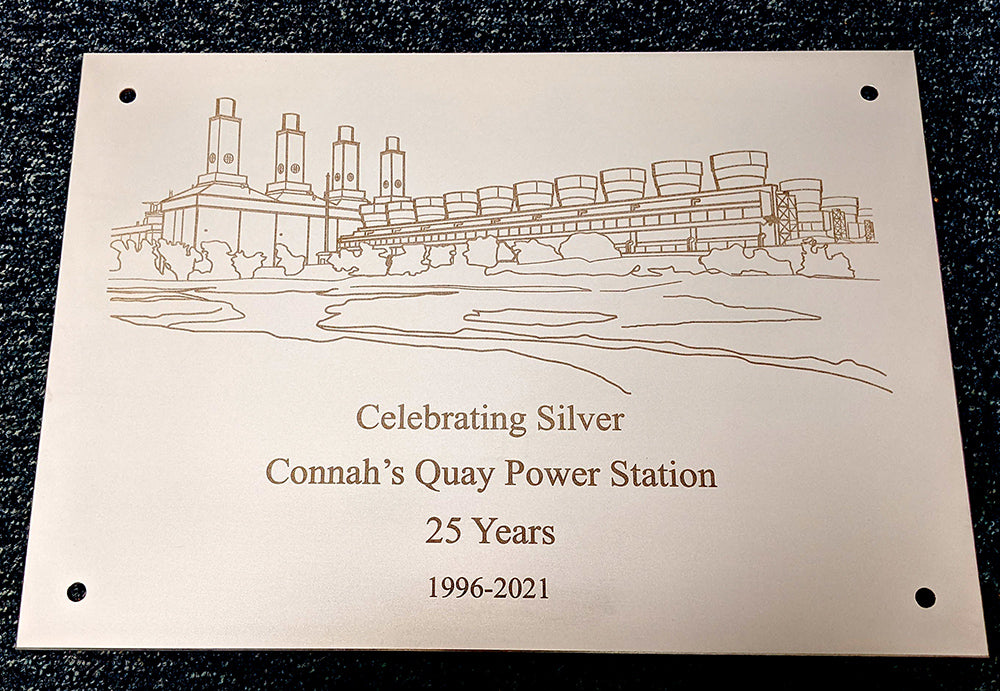 Celebrating Silver
Connah’s Quay Power Station
25 Years
1996-2021